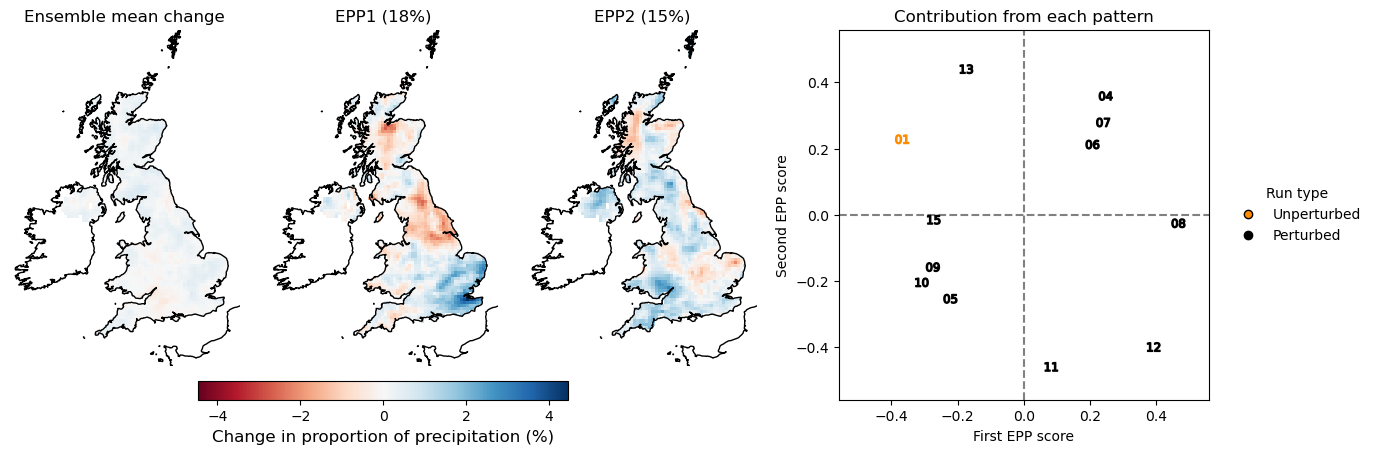 Ensemble mean change
EPP1 (18%)
EPP2 (15%)
−4
−2
0
2
4
Change in proportion of precipitation (%)
Contribution from each pattern
Second EPP score
0.4
0.2
0.0
−0.2
−0.4
13
04
07
06
01
15
08
09
10
05
12
11
−0.4
−0.2
0.0
0.2
0.4
First EPP score
Run type
Unperturbed
Perturbed